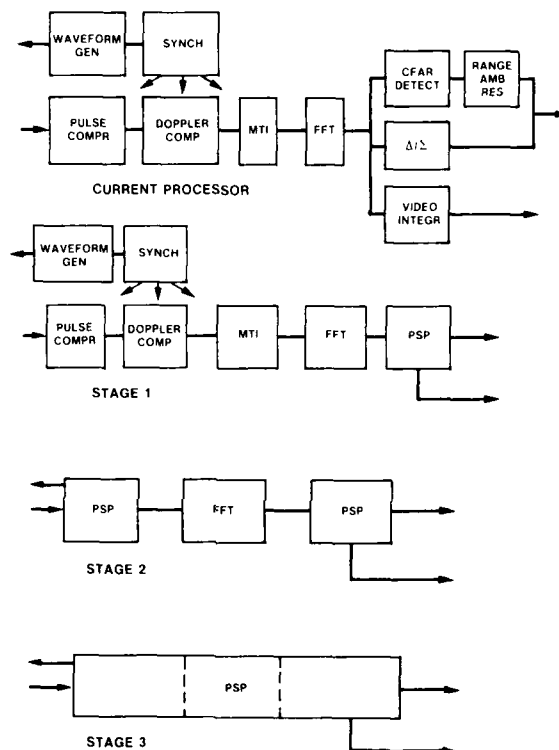 WAVEFORM
GEN
SYNCH
CFAR
DETECT
RANGE
AMB
RES
PULSE
COMPR
DOPPLER
COMP
MTI
FFT
Δ/Σ
CURRENT PROCESSOR
VIDEO
INTEGR
WAVEFORM
GEN
SYNCH
PULSE
COMPR
DOPPLER
COMP
MTI
FFT
PSP
STAGE 1
PSP
FFT
PSP
STAGE 2
PSP
STAGE 3